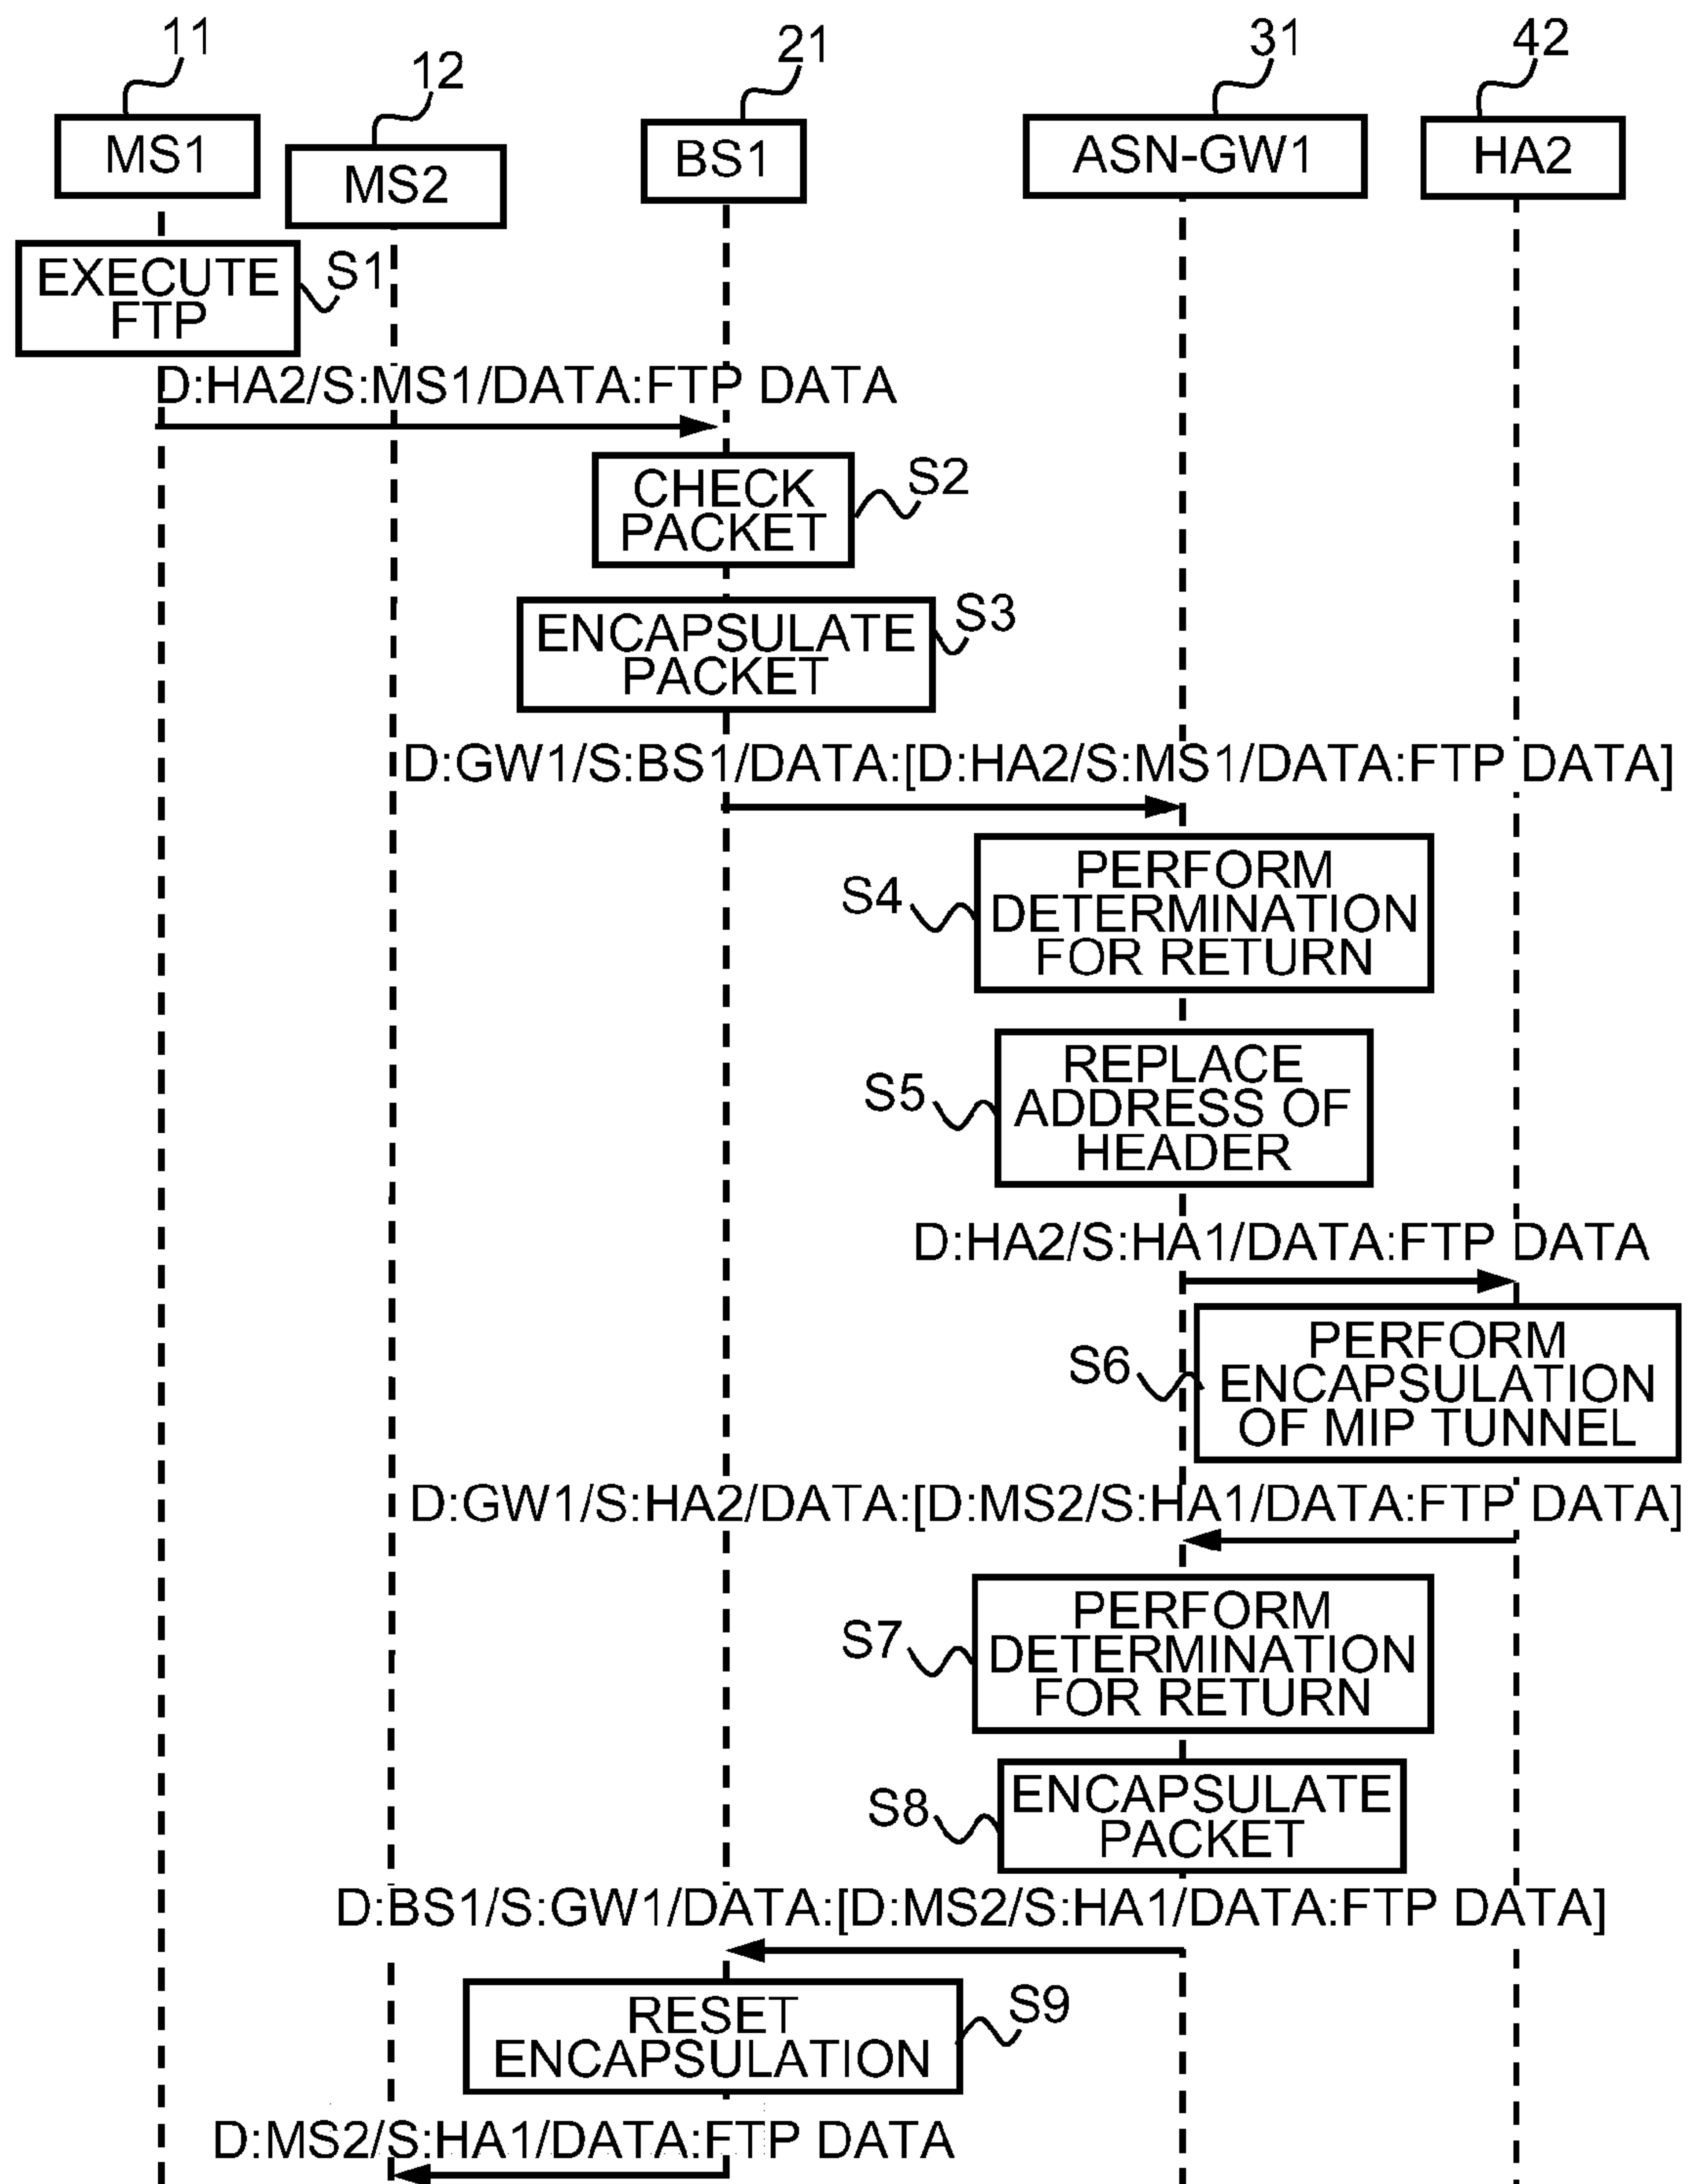 11
12
21
31
42
MS1
MS2
BS1
ASN-GW1
HA2
EXECUTE
FTP
S1
D:HA2/S:MS1/DATA:FTP DATA
CHECK
PACKET
S2
ENCAPSULATE
PACKET
S3
D:GW1/S:BS1/DATA:[D:HA2/S:MS1/DATA:FTP DATA]
S4
PERFORM
DETERMINATION
FOR RETURN
S5
REPLACE
ADDRESS OF
HEADER
D:HA2/S:HA1/DATA:FTP DATA
S6
PERFORM
ENCAPSULATION
OF MIP TUNNEL
D:GW1/S:HA2/DATA:[D:MS2/S:HA1/DATA:FTP DATA]
S7
PERFORM
DETERMINATION
FOR RETURN
S8
ENCAPSULATE
PACKET
D:BS1/S:GW1/DATA:[D:MS2/S:HA1/DATA:FTP DATA]
RESET
ENCAPSULATION
S9
D:MS2/S:HA1/DATA:FTP DATA